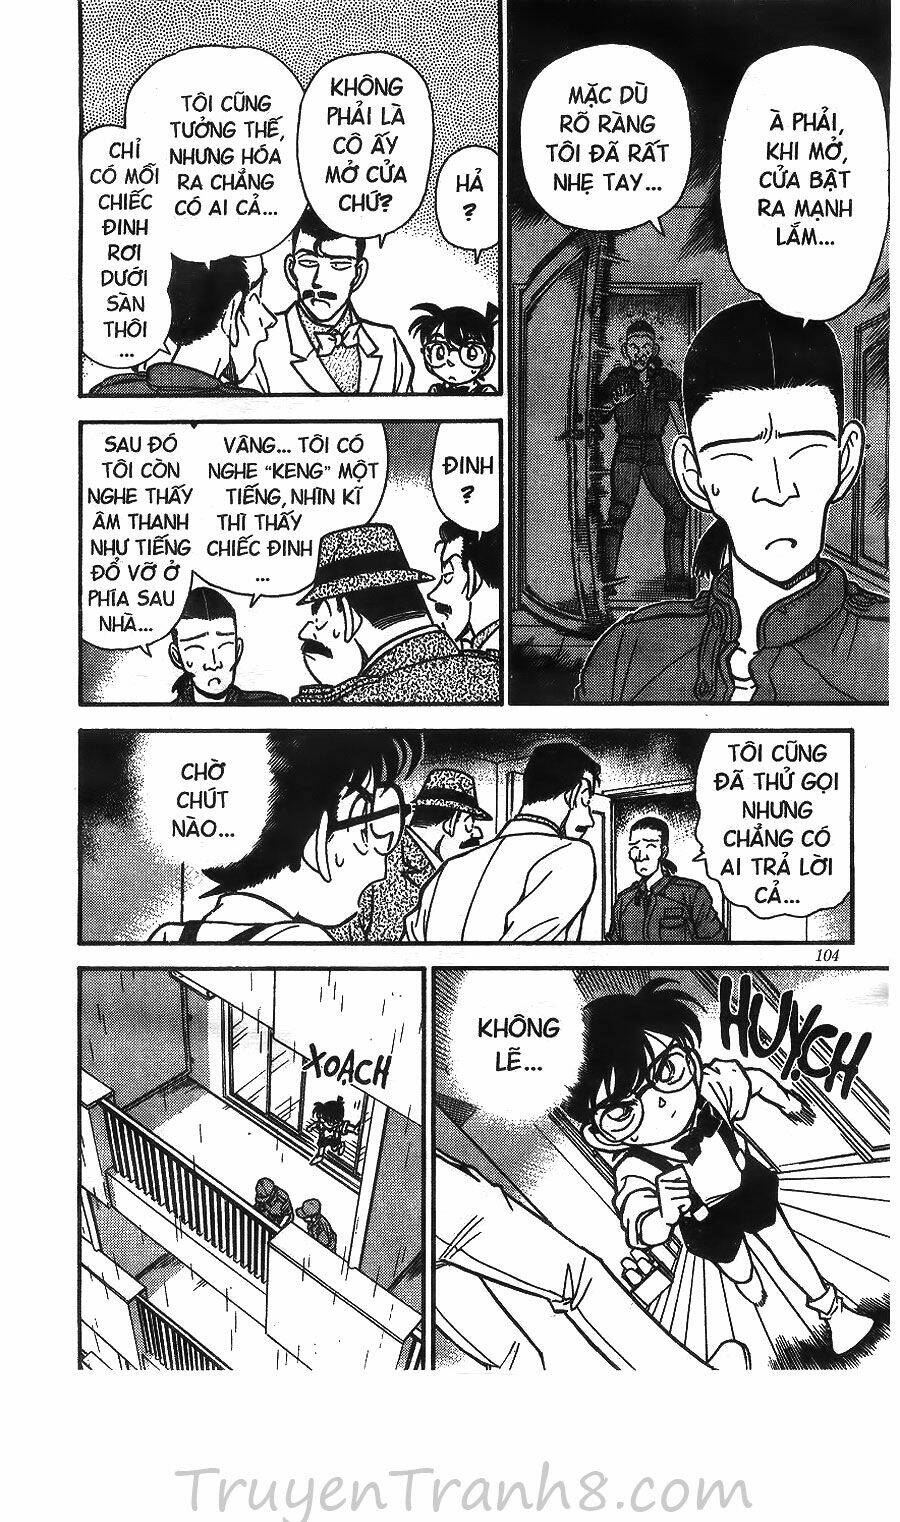 À PHẢI,
KHI MỞ,
CỬA BẬT
RA MẠNH
LẮM...
MẶC DÙ
RÕ RÀNG
TÔI ĐÃ RẤT
NHẸ TAY...
HẢ
?
KHÔNG
PHẢI LÀ
CÔ ẤY
MỞ CỬA
CHỨ?
TÔI CŨNG
TƯỞNG THẾ,
NHƯNG HÓA
RA CHẲNG
CÓ AI CẢ...
CHỈ
CÓ MỖI
CHIẾC
ĐINH
RƠI
DƯỚI
SÀN
THÔI
...
ĐINH
?
VÂNG... TÔI CÓ
NGHE "KENG" MỘT
TIẾNG, NHÌN KĨ
THÌ THẤY
CHIẾC ĐINH
...
SAU ĐÓ
TÔI CÒN
NGHE THẤY
ÂM THANH
NHƯ TIẾNG
ĐỔ VỠ Ở
PHÍA SAU
NHÀ...
TÔI CŨNG
ĐÃ THỬ GỌI
NHƯNG
CHẲNG CÓ
AI TRẢ LỜI
CẢ...
CHỜ
CHÚT
NÀO...
104
HUỴCH
KHÔNG
LẼ...
XOẠCH
TruyenTranh8.com